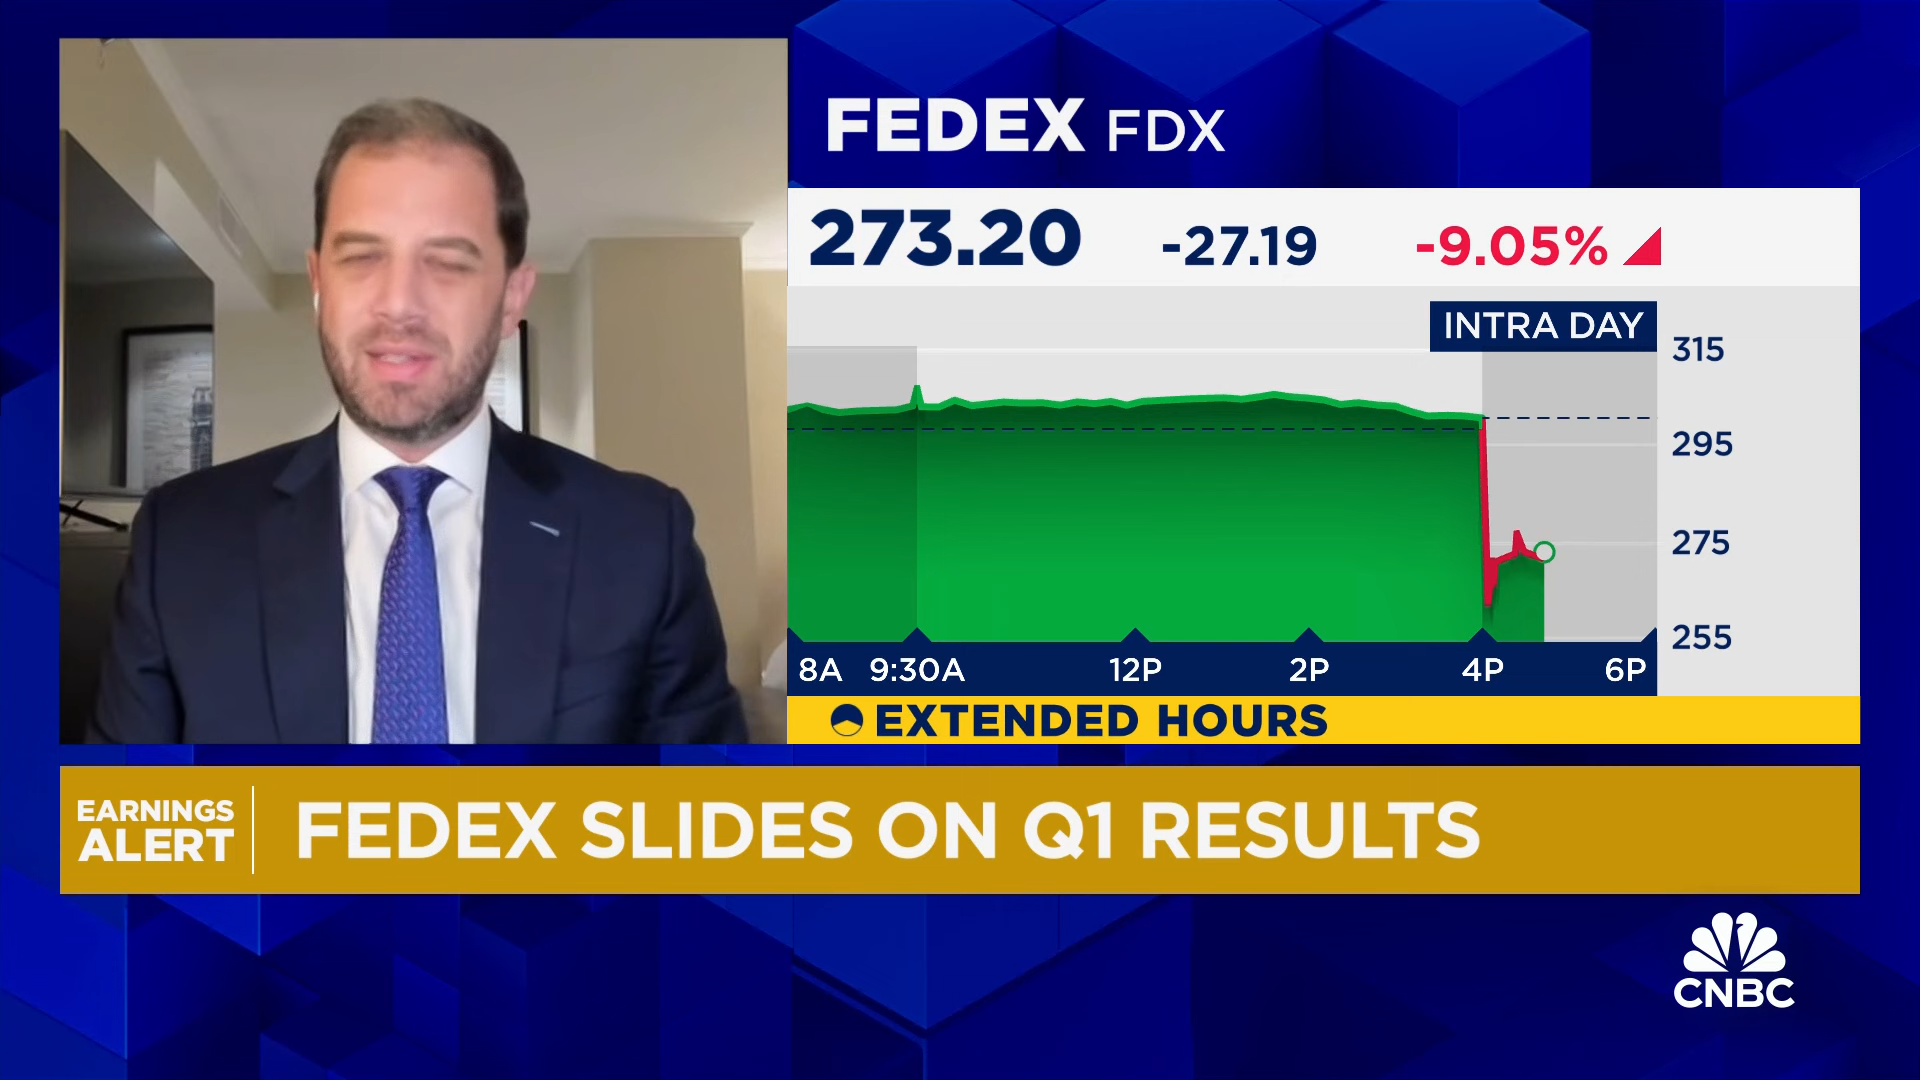 FEDEX FDX
273.20 -27.19 -9.05%
INTRA DAY
315
295
275
255
8A 9:30A 12P 2P 4P 6P
EXTENDED HOURS
EARNINGS
ALERT
FEDEX SLIDES ON Q1 RESULTS
CNBC